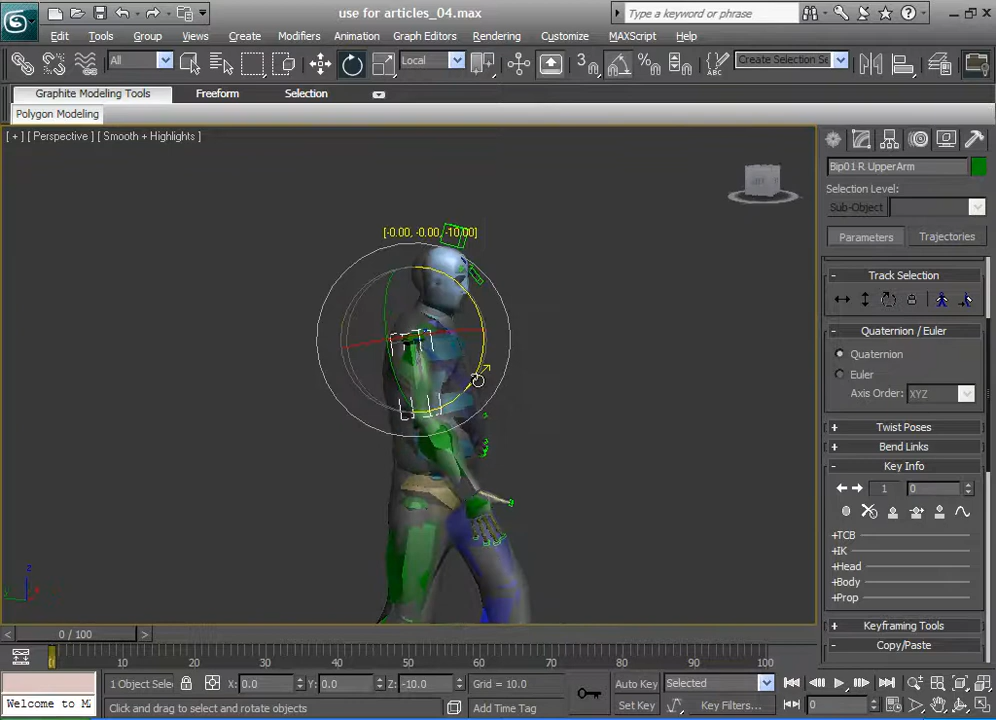 use for articles_04.max
Type a keyword or phrase
Edit Tools Group Views Create Modifiers Animation Graph Editors Rendering Customize MAXScript Help
All Local 3 Create Selection Se
Graphite Modeling Tools Freeform Selection
Polygon Modeling
[ + ] [ Perspective ] [ Smooth + Highlights ]
Bip01 R UpperArm
Selection Level:
Sub-Object
Parameters Trajectories
[-0.00, -0.00, -10.00]
- Track Selection
- Quaternion / Euler
Quaternion
Euler
Axis Order: XYZ
+ Twist Poses
+ Bend Links
- Key Info
1 0
+TCB
+IK
+Head
+Body
+Prop
+ Keyframing Tools
- Copy/Paste
z
x
y
< 0 / 100 >
10 20 30 40 50 60 70 80 90 100
1 Object Sele X: 0.0 Y: 0.0 Z: -10.0 Grid = 10.0 Auto Key Selected
Welcome to M Click and drag to select and rotate objects Add Time Tag Set Key Key Filters... 0